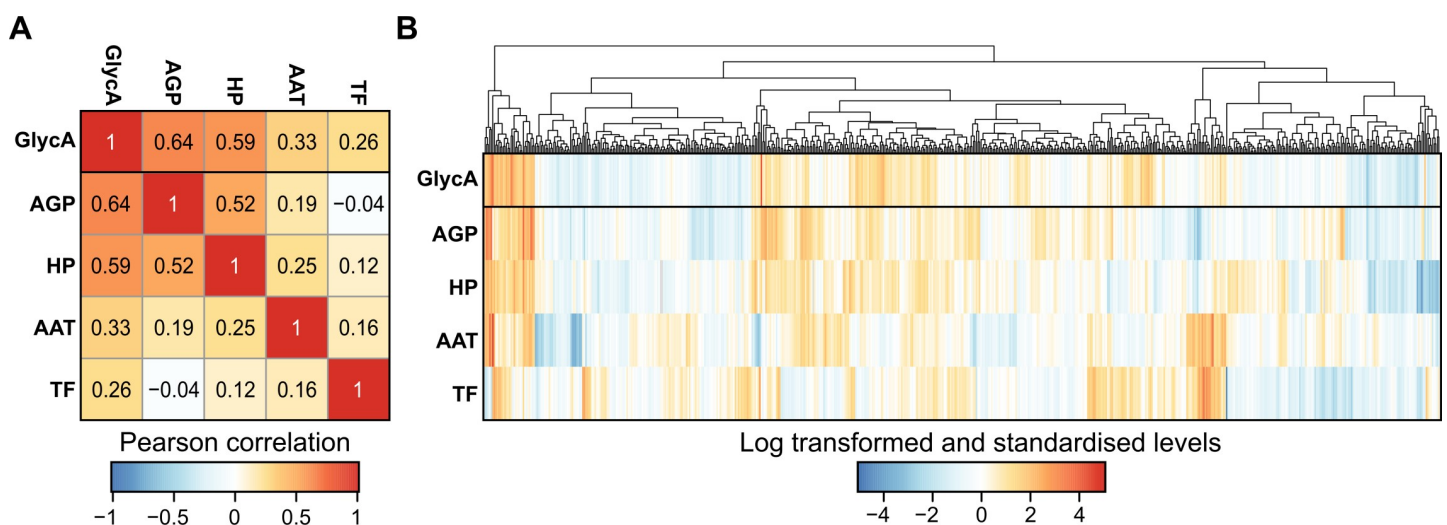 A
GlycA AGP HP AAT TF
GlycA 1 0.64 0.59 0.33 0.26
AGP 0.64 1 0.52 0.19 −0.04
HP 0.59 0.52 1 0.25 0.12
AAT 0.33 0.19 0.25 1 0.16
TF 0.26 −0.04 0.12 0.16 1
Pearson correlation
−1 −0.5 0 0.5 1
B
GlycA
AGP
HP
AAT
TF
Log transformed and standardised levels
−4 −2 0 2 4